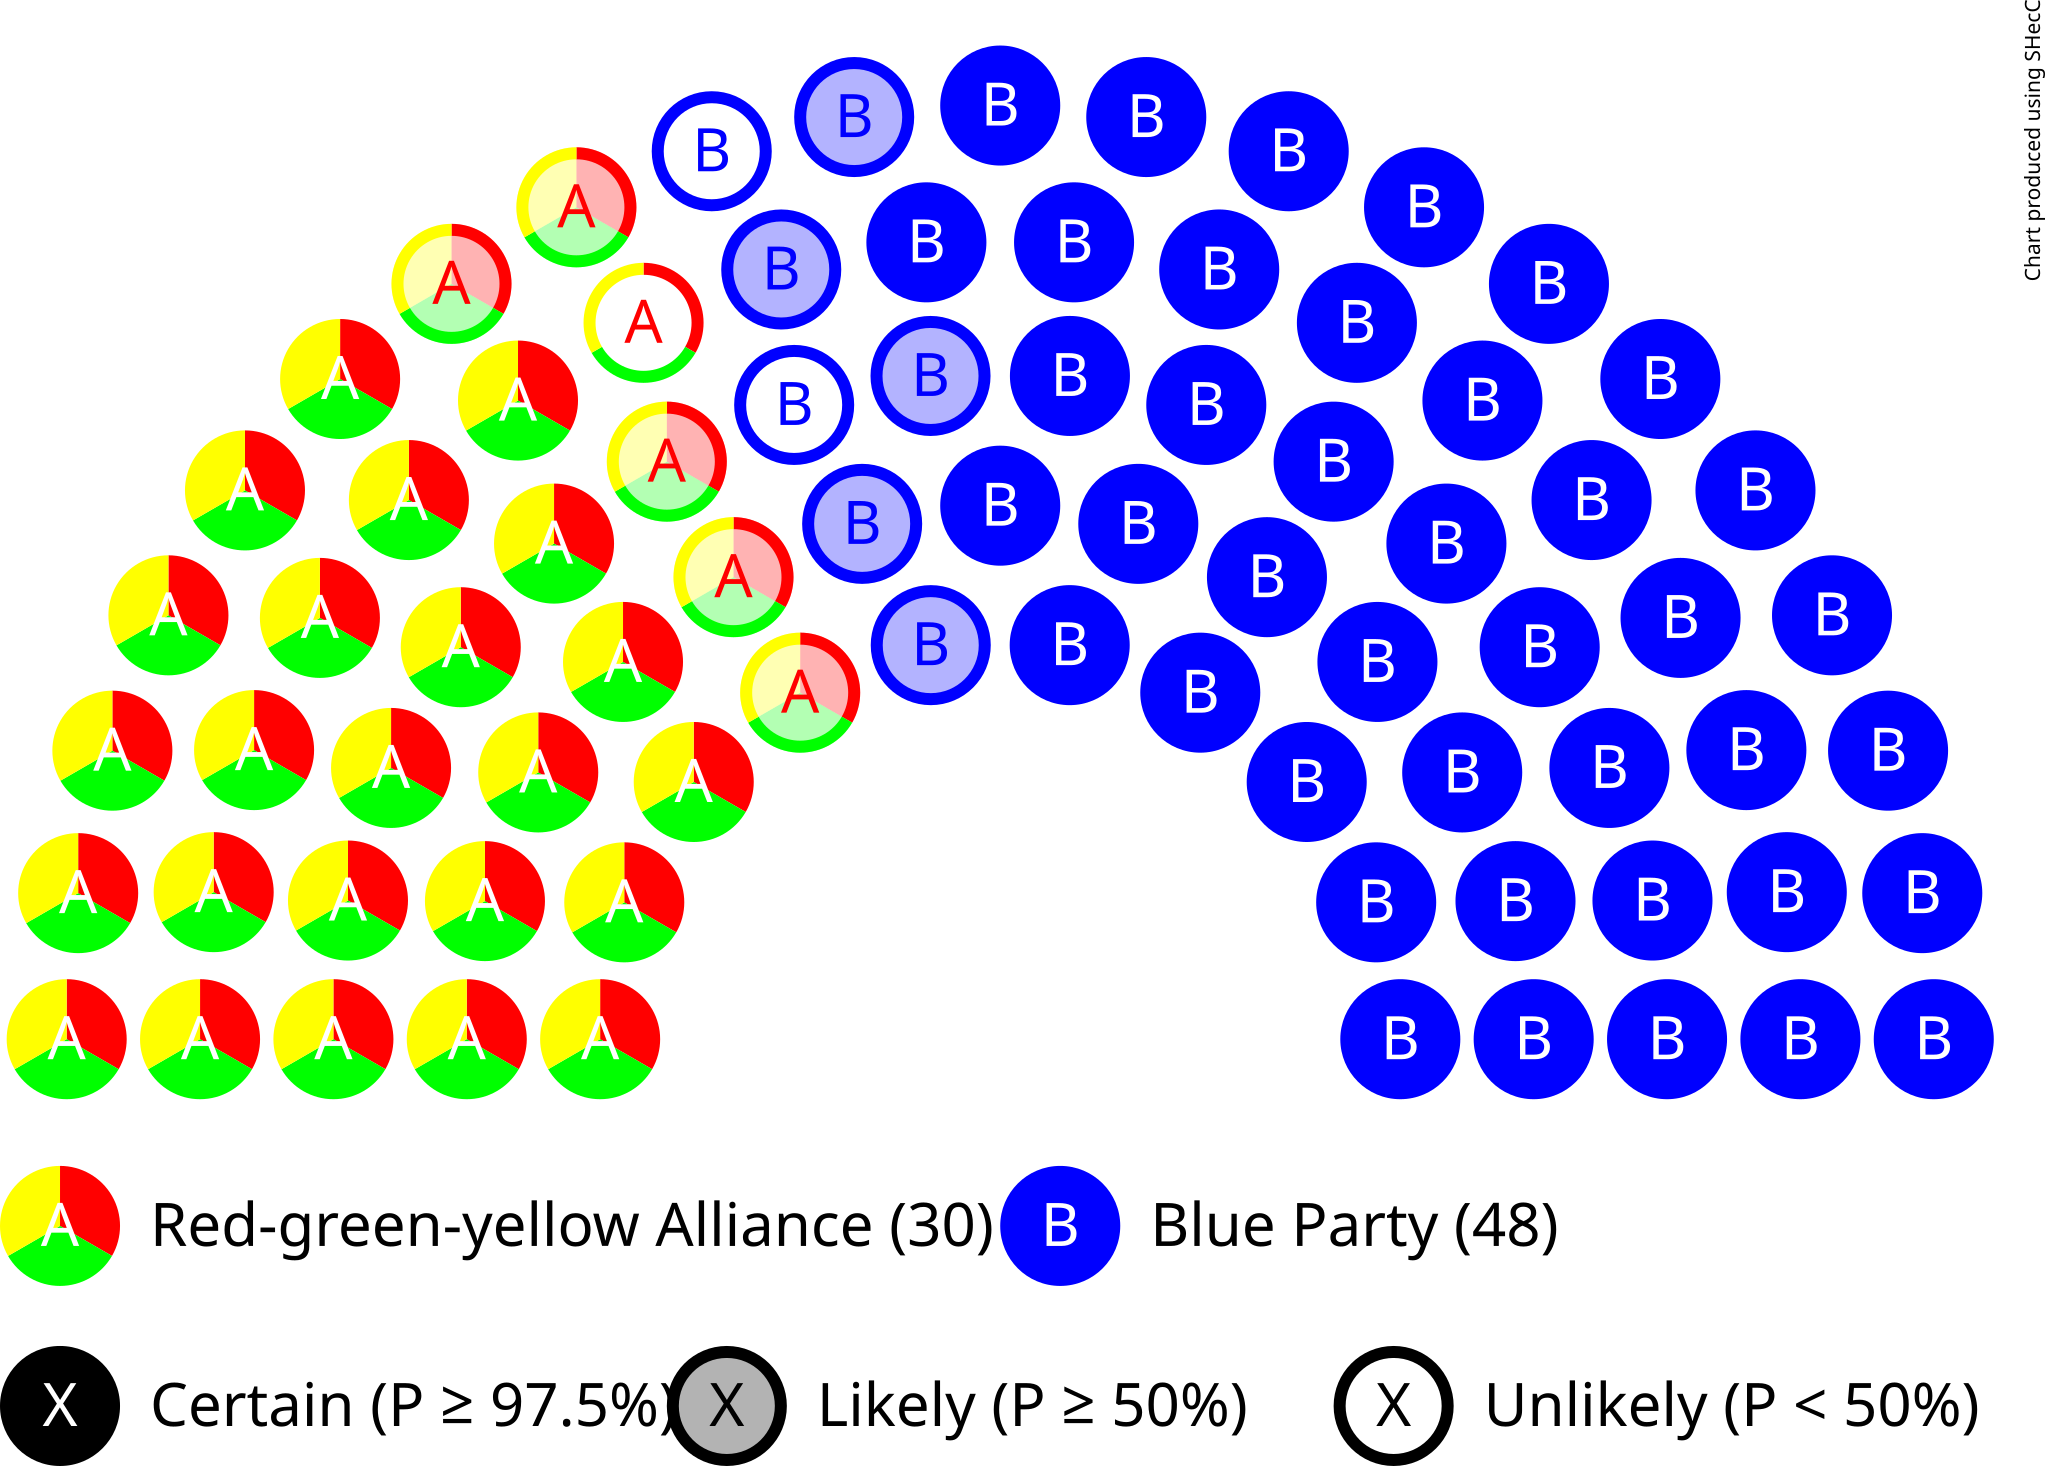 Chart produced using SHecC
B B B
B B
A B B B
A B B B
A B
A A B B B B B B
A B
A A B B B B B
A B
A B
A A B B
A A B B B B
A B
A A A A A B B B B B
A A A A A B B B B B
A A A A A B B B B B
A Red-green-yellow Alliance (30) B Blue Party (48)
X Certain (P ≥ 97.5%) X Likely (P ≥ 50%) X Unlikely (P < 50%)